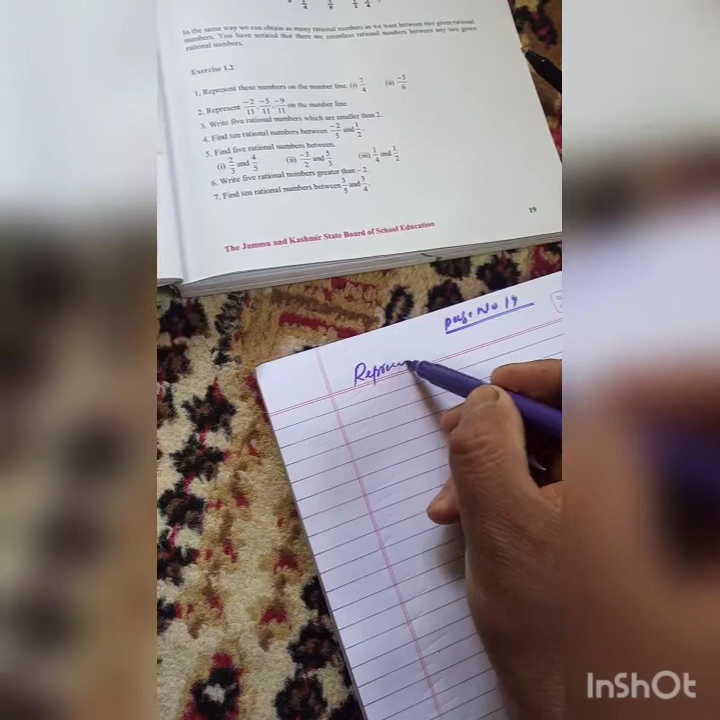 In the same way we can obtain as many rational numbers as we want between two given rational
numbers. You have noticed that there are countless rational numbers between any two given
rational numbers.
Exercise 1.2
1. Represent these numbers on the number line. (i) 7/4 (ii) -5/6
2. Represent -2/11, -5/11, -9/11 on the number line.
3. Write five rational numbers which are smaller than 2.
4. Find ten rational numbers between -2/5 and 1/2.
5. Find five rational numbers between.
(i) 2/3 and 4/5 (ii) -3/2 and 5/3 (iii) 1/4 and 1/2
6. Write five rational numbers greater than -2.
7. Find ten rational numbers between 3/5 and 3/4.
19
The Jammu and Kashmir State Board of School Education
page No 19
InShOt